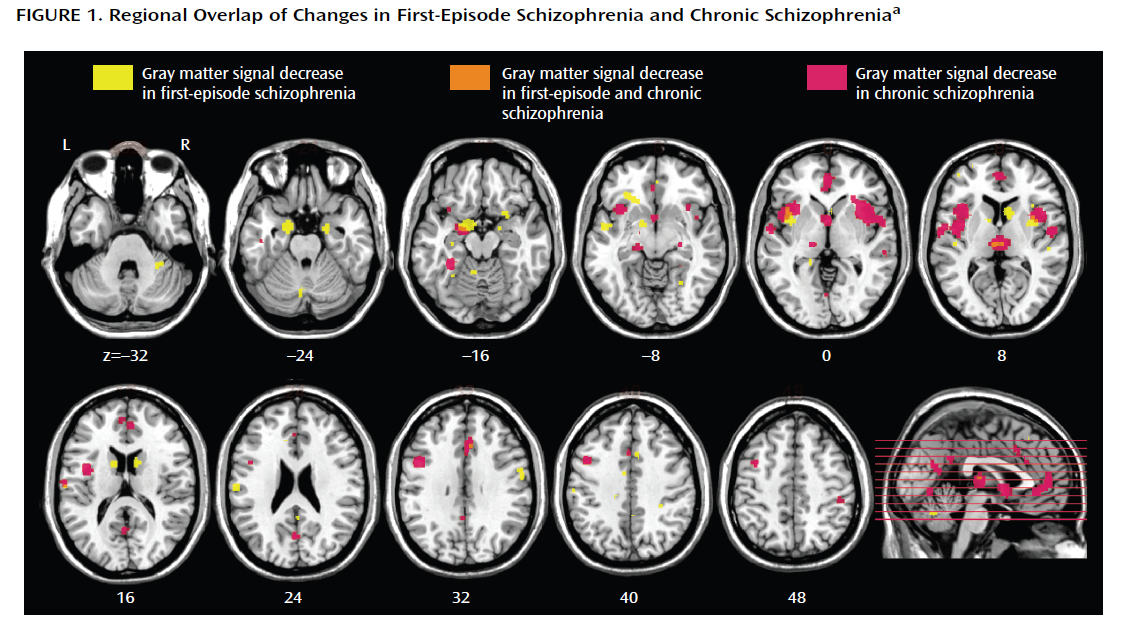 FIGURE 1. Regional Overlap of Changes in First-Episode Schizophrenia and Chronic Schizophreniaa
Gray matter signal decrease
in first-episode schizophrenia
Gray matter signal decrease
in first-episode and chronic
schizophrenia
Gray matter signal decrease
in chronic schizophrenia
L R
z=–32 –24 –16 –8 0 8
16 24 32 40 48